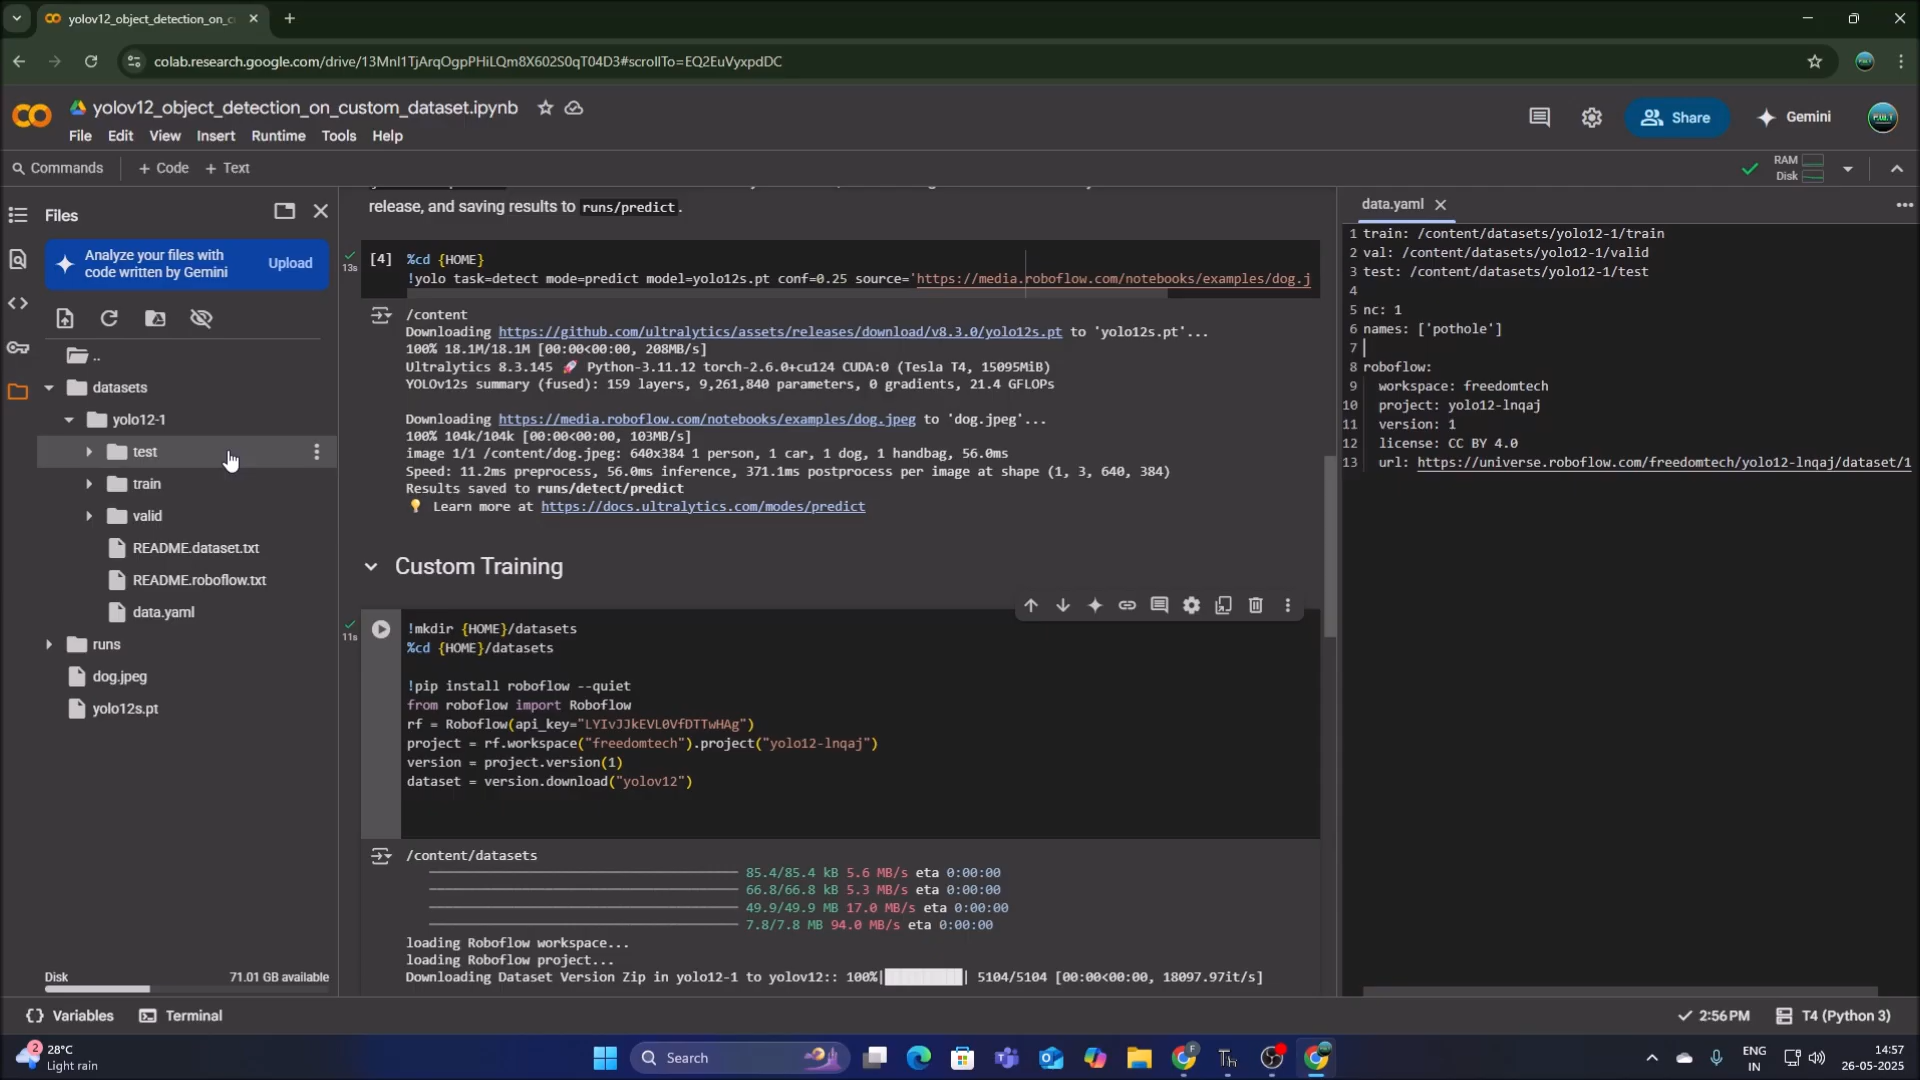 yolov12_object_detection_on_c
colab.research.google.com/drive/13MnI1TjArqOgpPHiLQm8X602S0qT04D3#scrollTo=EQ2EuVyxpdDC
yolov12_object_detection_on_custom_dataset.ipynb
File Edit View Insert Runtime Tools Help
Share
Gemini
Commands + Code + Text
RAM
Disk
Files
Analyze your files with
code written by Gemini
Upload
..
datasets
yolo12-1
test
train
valid
README.dataset.txt
README.roboflow.txt
data.yaml
runs
dog.jpeg
yolo12s.pt
Disk 71.01 GB available
release, and saving results to runs/predict.
[4] %cd {HOME}
13s
!yolo task=detect mode=predict model=yolo12s.pt conf=0.25 source='https://media.roboflow.com/notebooks/examples/dog.j
/content
Downloading https://github.com/ultralytics/assets/releases/download/v8.3.0/yolo12s.pt to 'yolo12s.pt'...
100% 18.1M/18.1M [00:00<00:00, 208MB/s]
Ultralytics 8.3.145 🚀 Python-3.11.12 torch-2.6.0+cu124 CUDA:0 (Tesla T4, 15095MiB)
YOLOv12s summary (fused): 159 layers, 9,261,840 parameters, 0 gradients, 21.4 GFLOPs
Downloading https://media.roboflow.com/notebooks/examples/dog.jpeg to 'dog.jpeg'...
100% 104k/104k [00:00<00:00, 103MB/s]
image 1/1 /content/dog.jpeg: 640x384 1 person, 1 car, 1 dog, 1 handbag, 56.0ms
Speed: 11.2ms preprocess, 56.0ms inference, 371.1ms postprocess per image at shape (1, 3, 640, 384)
Results saved to runs/detect/predict
💡 Learn more at https://docs.ultralytics.com/modes/predict
Custom Training
11s
!mkdir {HOME}/datasets
%cd {HOME}/datasets
!pip install roboflow --quiet
from roboflow import Roboflow
rf = Roboflow(api_key="LYIvJJkEVL0VfDTTwHAg")
project = rf.workspace("freedomtech").project("yolo12-lnqaj")
version = project.version(1)
dataset = version.download("yolov12")
/content/datasets
85.4/85.4 kB 5.6 MB/s eta 0:00:00
66.8/66.8 kB 5.3 MB/s eta 0:00:00
49.9/49.9 MB 17.0 MB/s eta 0:00:00
7.8/7.8 MB 94.0 MB/s eta 0:00:00
loading Roboflow workspace...
loading Roboflow project...
Downloading Dataset Version Zip in yolo12-1 to yolov12:: 100%|██████████| 5104/5104 [00:00<00:00, 18097.97it/s]
data.yaml
1 train: /content/datasets/yolo12-1/train
2 val: /content/datasets/yolo12-1/valid
3 test: /content/datasets/yolo12-1/test
4
5 nc: 1
6 names: ['pothole']
7
8 roboflow:
9 workspace: freedomtech
10 project: yolo12-lnqaj
11 version: 1
12 license: CC BY 4.0
13 url: https://universe.roboflow.com/freedomtech/yolo12-lnqaj/dataset/1
Variables Terminal
2:56 PM T4 (Python 3)
2
28°C
Light rain
Search
ENG
IN
14:57
26-05-2025